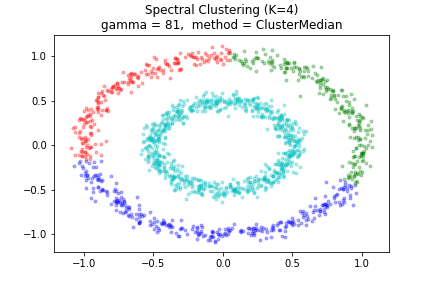 Spectral Clustering (K=4)
gamma = 81, method = ClusterMedian
1.0
0.5
0.0
−0.5
−1.0
−1.0 −0.5 0.0 0.5 1.0